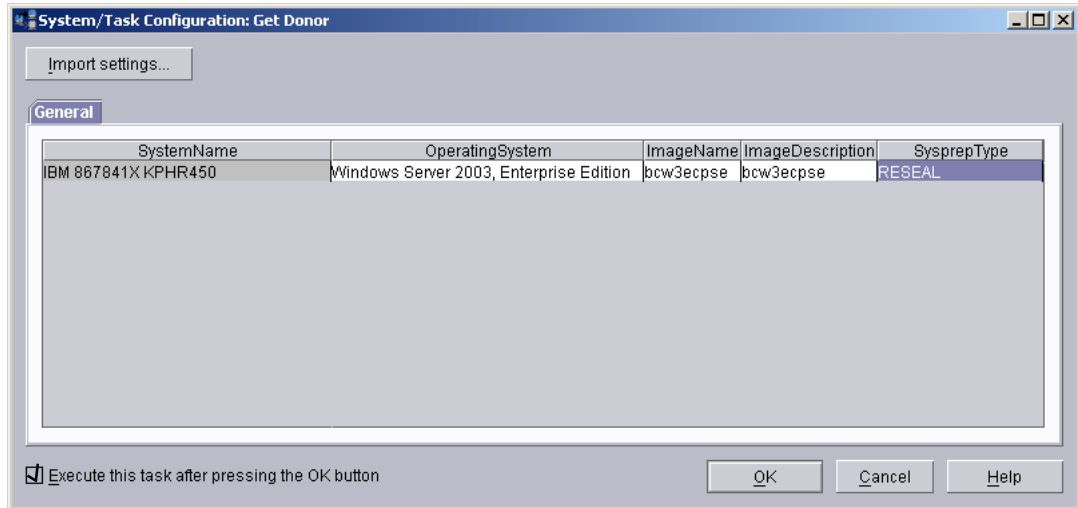 System/Task Configuration: Get Donor
Import settings...
General
SystemName OperatingSystem ImageName ImageDescription SysprepType
IBM 867841X KPHR450 Windows Server 2003, Enterprise Edition bcw3ecpse bcw3ecpse RESEAL
Execute this task after pressing the OK button OK Cancel Help